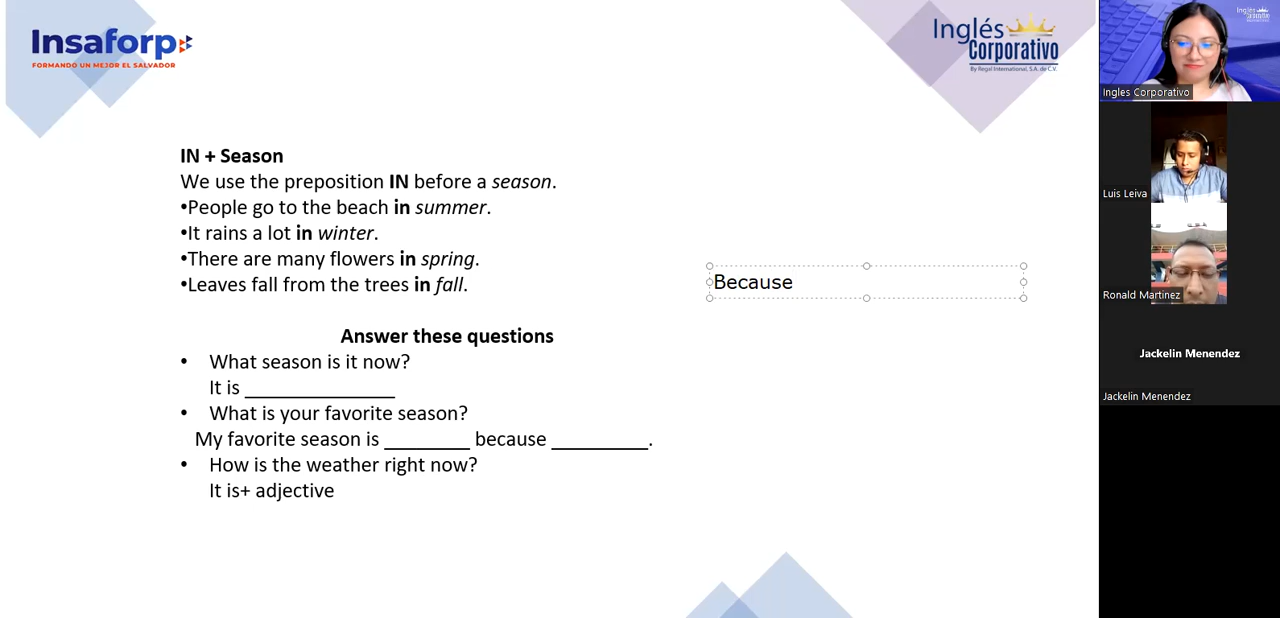 Insaforp
FORMANDO UN MEJOR EL SALVADOR
Inglés
Corporativo
By Regal International, S.A. de C.V.
IN + Season
We use the preposition IN before a season.
•People go to the beach in summer.
•It rains a lot in winter.
•There are many flowers in spring.
•Leaves fall from the trees in fall.
Because
Answer these questions
• What season is it now?
It is _______________
• What is your favorite season?
My favorite season is ________ because _________.
• How is the weather right now?
It is+ adjective
Ingles Corporativo
Luis Leiva
Ronald Martinez
Jackelin Menendez
Jackelin Menendez